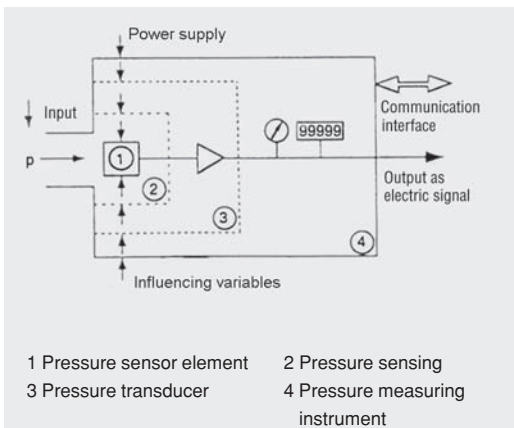 Power supply
Input
p
1
2
3
4
99999
Communication
interface
Output as
electric signal
Influencing variables
1 Pressure sensor element
2 Pressure sensing
3 Pressure transducer
4 Pressure measuring
instrument